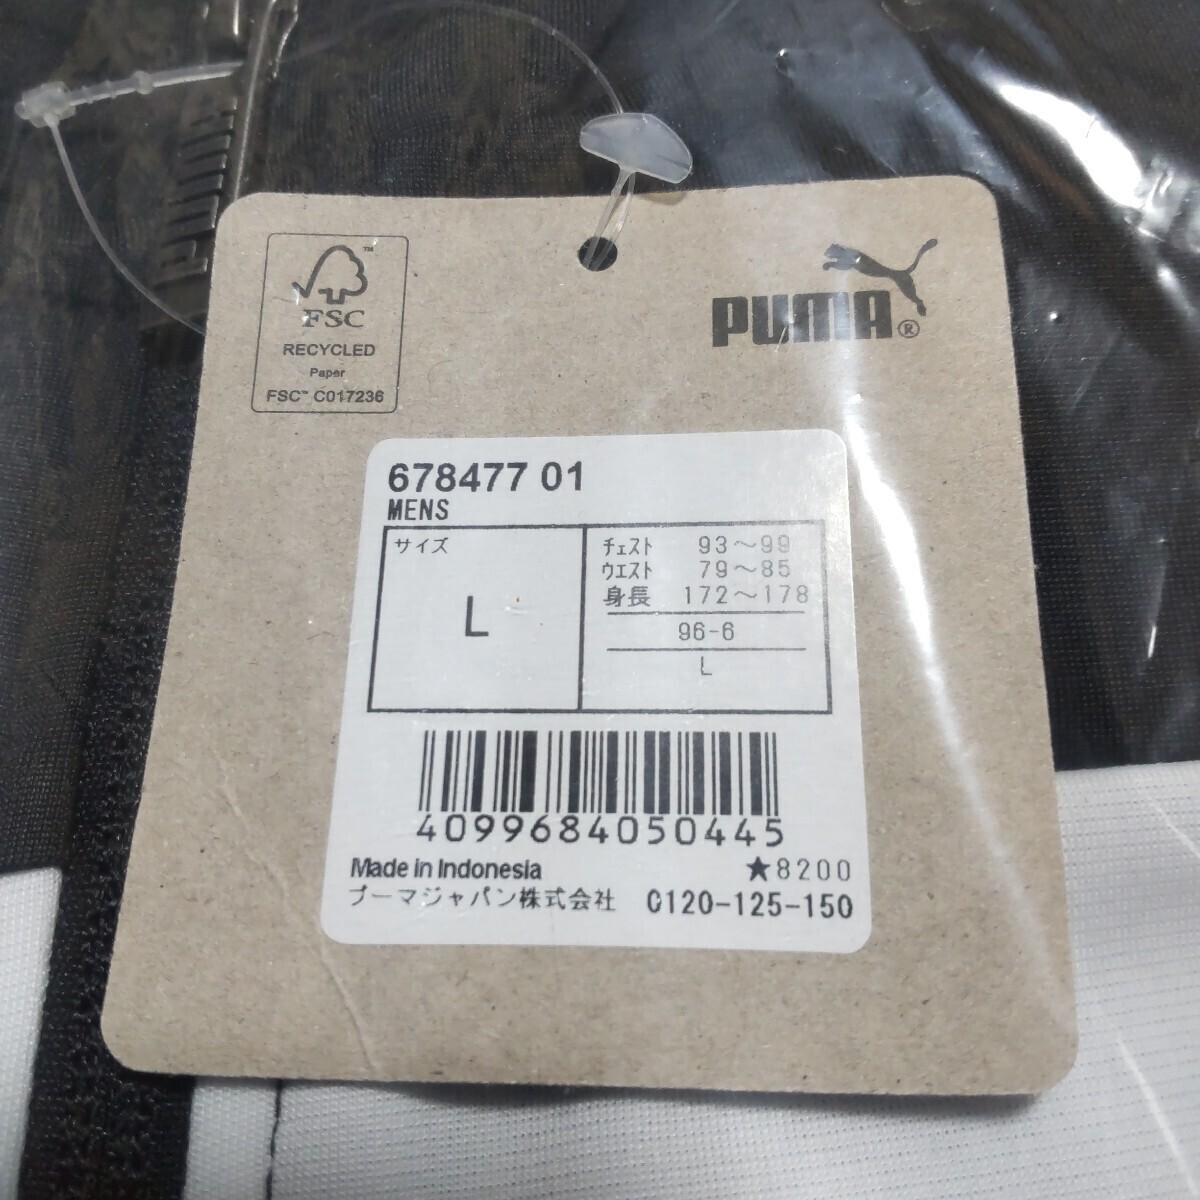 PUMA
FSC™
RECYCLED
Paper
FSC™ C017236
PUMA®
678477 01
MENS
サイズ
L
チェスト 93～99
ウエスト 79～85
身長 172～178
96-6
L
4099684050445
Made in Indonesia ★8200
プーマジャパン株式会社 0120-125-150